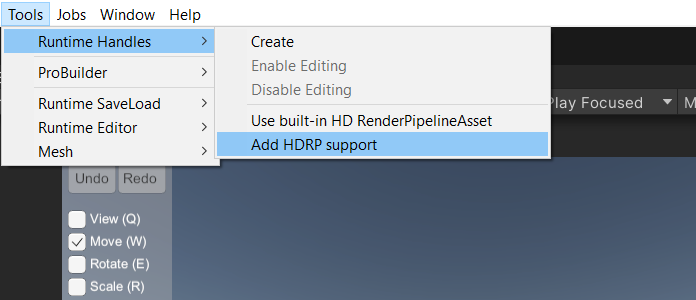 Tools Jobs Window Help
Runtime Handles
ProBuilder
Runtime SaveLoad
Runtime Editor
Mesh
Create
Enable Editing
Disable Editing
Use built-in HD RenderPipelineAsset
Add HDRP support
Play Focused
M
Undo Redo
View (Q)
Move (W)
Rotate (E)
Scale (R)